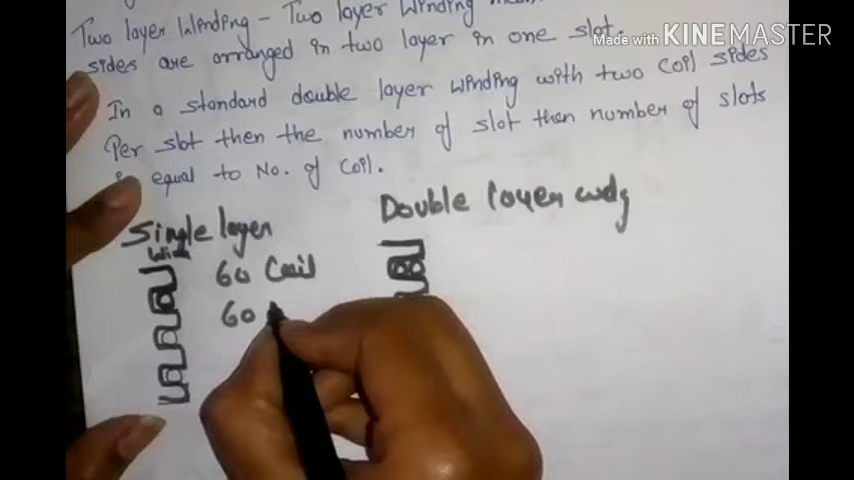 Two layer Winding - Two layer Winding mean
sides are arranged in two layer in one slot.
Made with KINEMASTER
In a standard double layer winding with two Coil sides
Per slot then the number of slot then number of slots
equal to No. of Coil.
Single layer
Double layer wdg
60 Coil
60